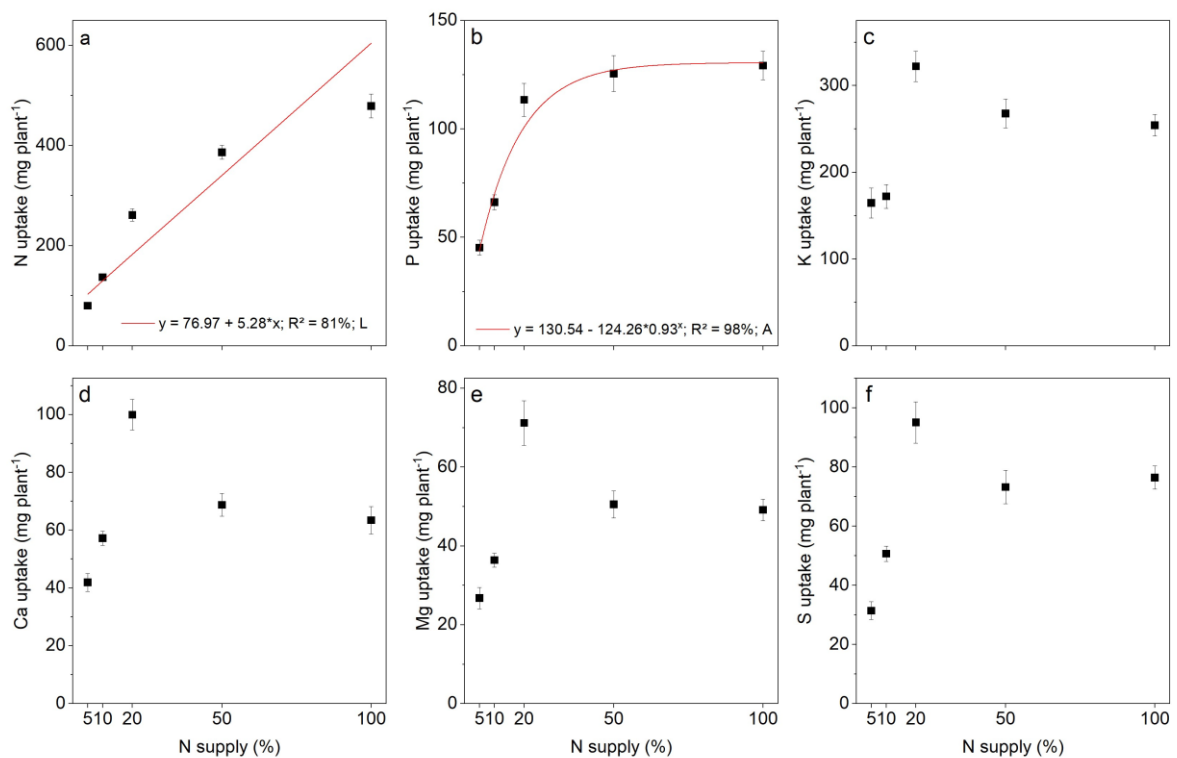 a
N uptake (mg plant⁻¹)
600
400
200
0
y = 76.97 + 5.28*x; R² = 81%; L
b
P uptake (mg plant⁻¹)
150
100
50
0
y = 130.54 - 124.26*0.93ˣ; R² = 98%; A
c
K uptake (mg plant⁻¹)
300
200
100
0
d
Ca uptake (mg plant⁻¹)
100
80
60
40
20
0
5 10 20 50 100
N supply (%)
e
Mg uptake (mg plant⁻¹)
80
60
40
20
0
5 10 20 50 100
N supply (%)
f
S uptake (mg plant⁻¹)
100
80
60
40
20
0
5 10 20 50 100
N supply (%)